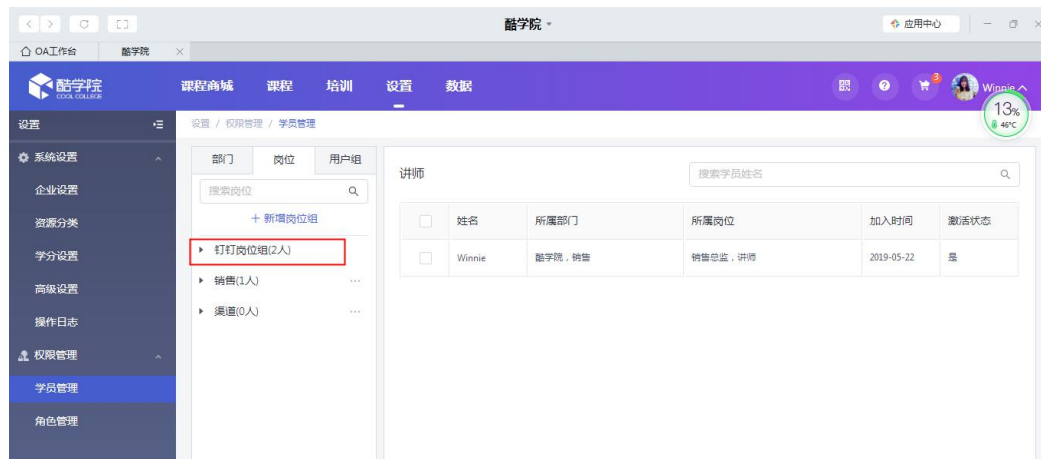 酷学院
应用中心
OA工作台 酷学院
酷学院 COOL COLLEGE 课程商城 课程 培训 设置 数据 3 Winnie
13%
46°C
设置 设置 / 权限管理 / 学员管理
系统设置
企业设置
资源分类
学分设置
高级设置
操作日志
权限管理
学员管理
角色管理
部门 岗位 用户组
搜索岗位
+ 新增岗位组
钉钉岗位组(2人)
销售(1人) ...
渠道(0人) ...
讲师 搜索学员姓名
姓名 所属部门 所属岗位 加入时间 激活状态
Winnie 酷学院 , 销售 销售总监 , 讲师 2019-05-22 是